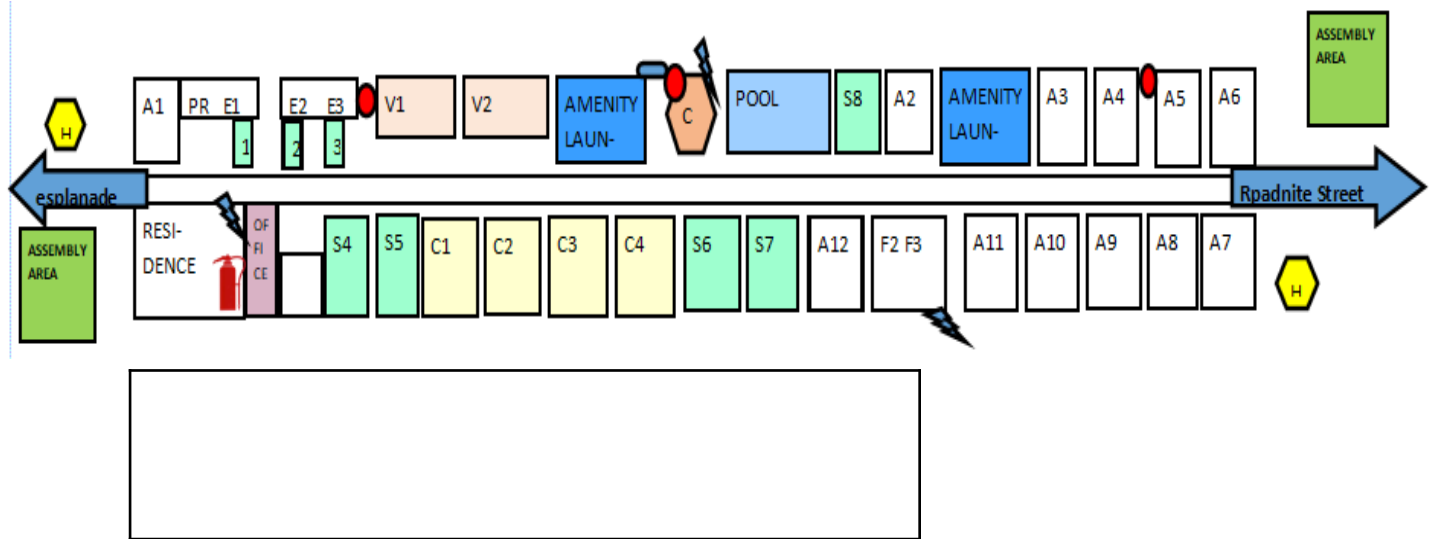 ASSEMBLY
AREA
A1
PR E1
E2 E3
V1
V2
AMENITY
LAUN-
C
POOL
S8
A2
AMENITY
LAUN-
A3
A4
A5
A6
H
1
2
3
esplanade
Rpadnite Street
ASSEMBLY
AREA
RESI-
DENCE
OF
FI
CE
S4
S5
C1
C2
C3
C4
S6
S7
A12
F2 F3
A11
A10
A9
A8
A7
H